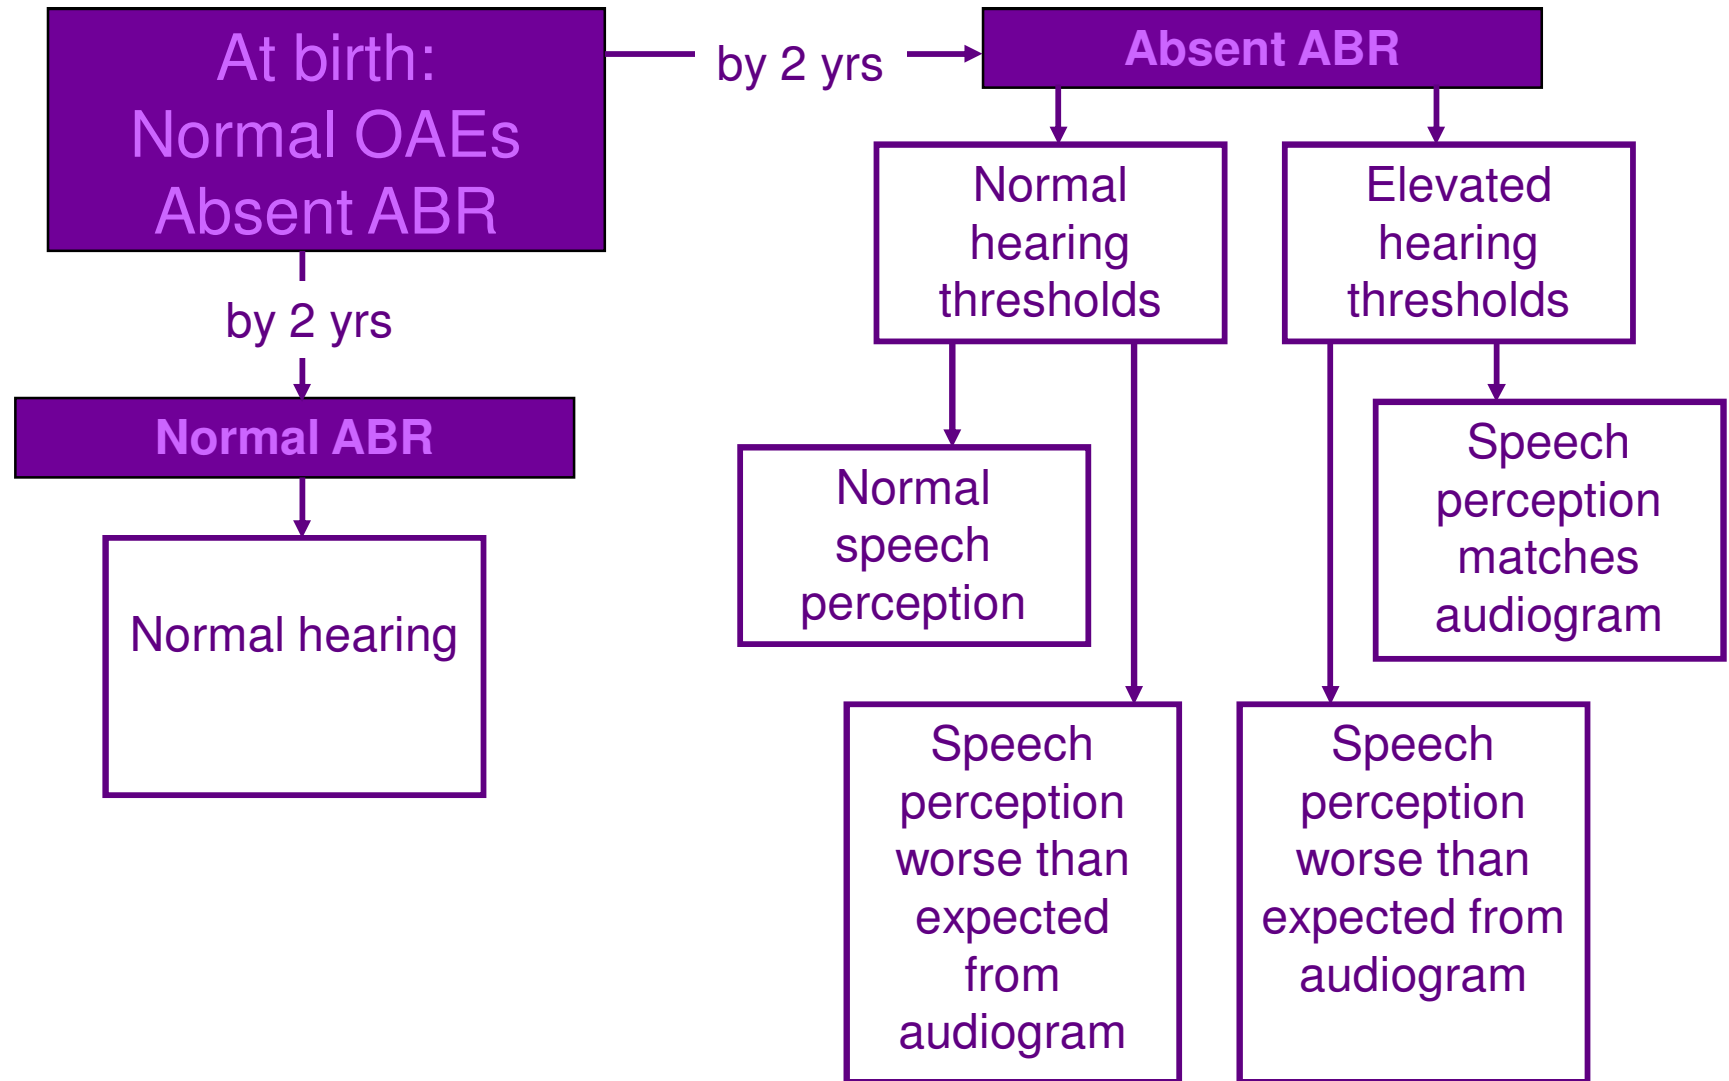 At birth:
Normal OAEs
Absent ABR
by 2 yrs
Absent ABR
Normal
hearing
thresholds
Elevated
hearing
thresholds
by 2 yrs
Normal ABR
Normal hearing
Normal
speech
perception
Speech
perception
matches
audiogram
Speech
perception
worse than
expected
from
audiogram
Speech
perception
worse than
expected from
audiogram